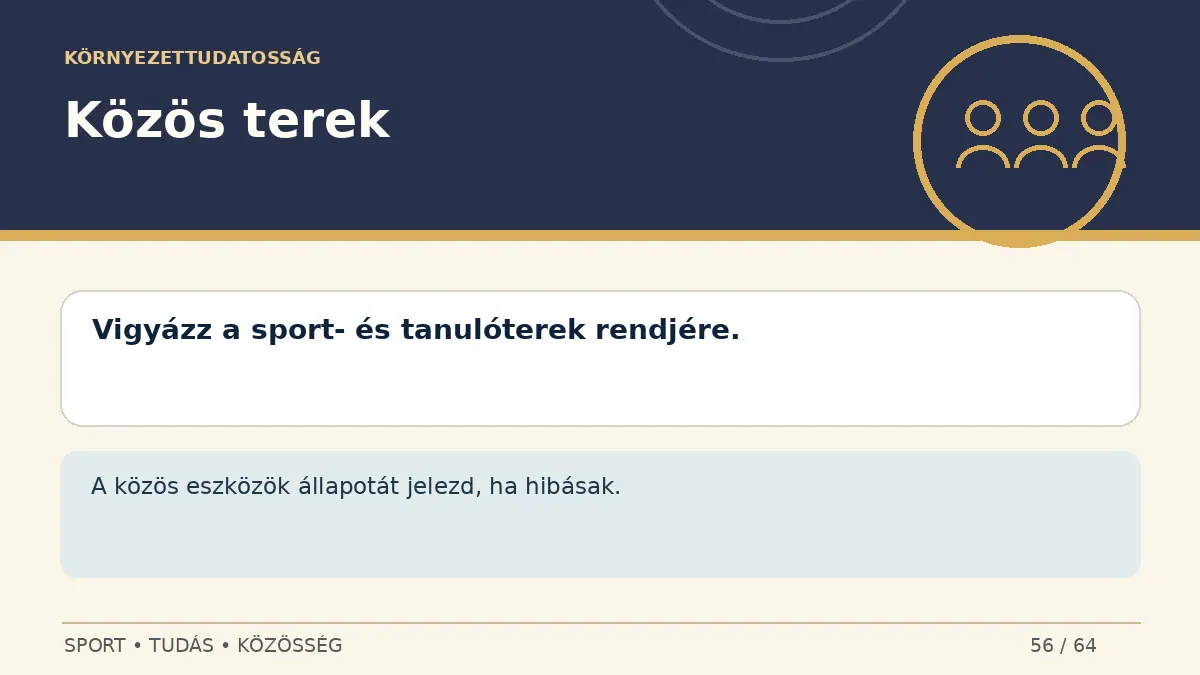 KÖRNYEZETTUDATOSSÁG
Közös terek
Vigyázz a sport- és tanulóterek rendjére.
A közös eszközök állapotát jelezd, ha hibásak.
SPORT • TUDÁS • KÖZÖSSÉG
56 / 64